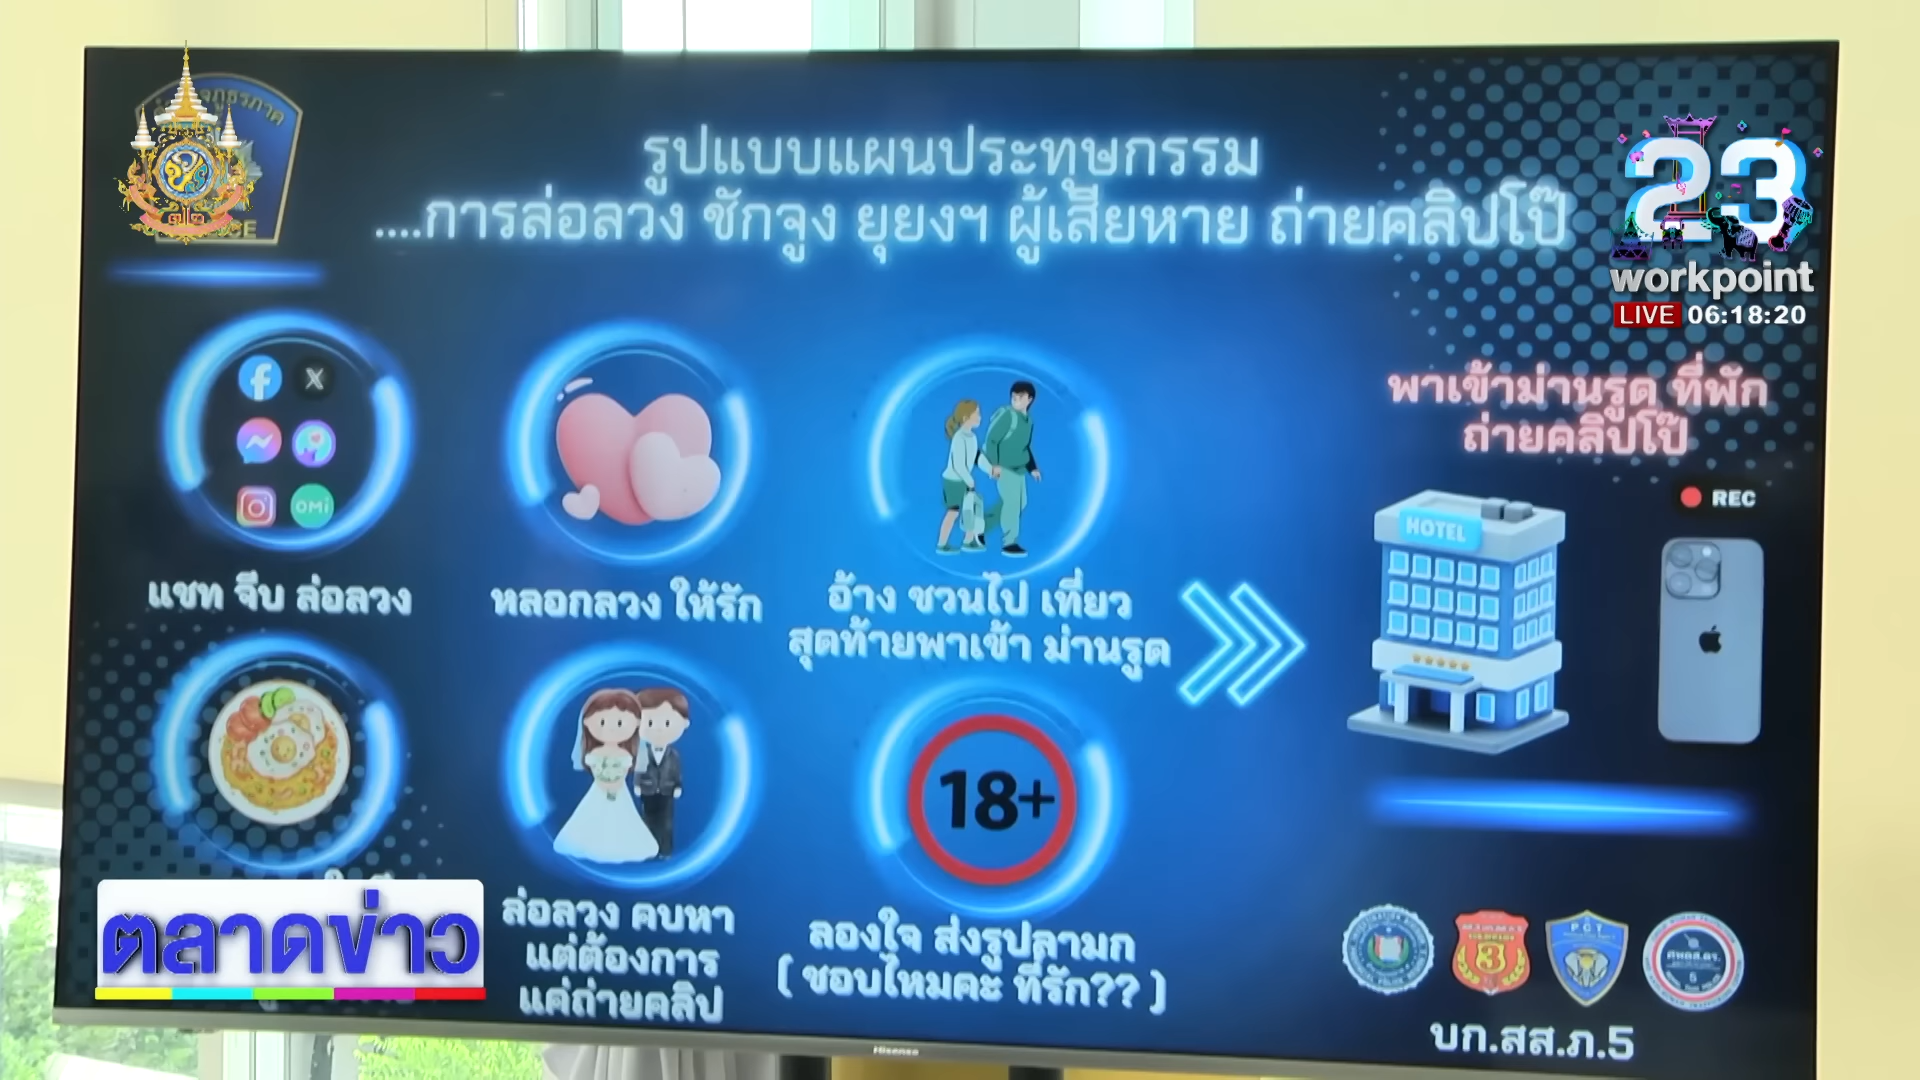 รูปแบบแผนประทุษกรรม
....การล่อลวง ชักจูง ยุยงฯ ผู้เสียหาย ถ่ายคลิปโป๊
23
workpoint
LIVE 06:18:20
OMI
แชท จีบ ล่อลวง
หลอกลวง ให้รัก
อ้าง ชวนไป เที่ยว
สุดท้ายพาเข้า ม่านรูด
พาเข้าม่านรูด ที่พัก
ถ่ายคลิปโป๊
REC
HOTEL
18+
ล่อลวง คบหา
แต่ต้องการ
แค่ถ่ายคลิป
ลองใจ ส่งรูปลามก
( ชอบไหมคะ ที่รัก?? )
ตลาดข่าว
3
PCT
5
บก.สส.ภ.5
Hisense